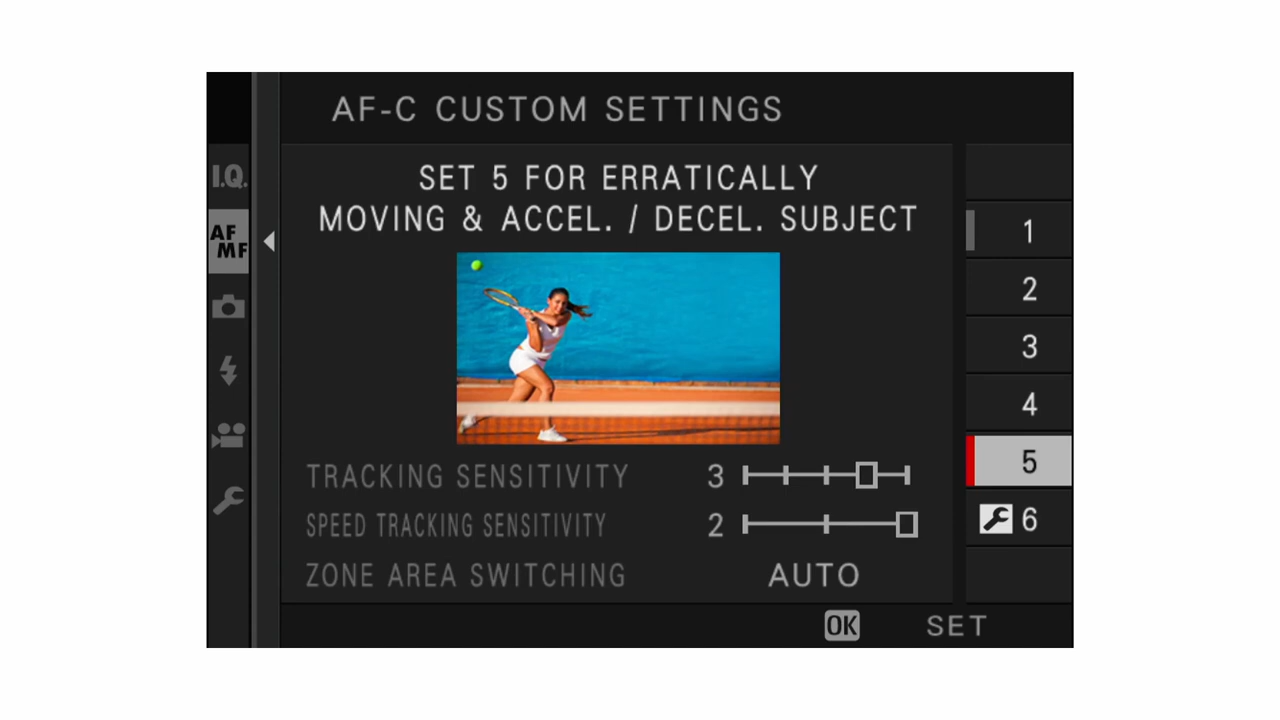 AF-C CUSTOM SETTINGS
I.Q.
AF
MF
SET 5 FOR ERRATICALLY
MOVING & ACCEL. / DECEL. SUBJECT
TRACKING SENSITIVITY 3
SPEED TRACKING SENSITIVITY 2
ZONE AREA SWITCHING AUTO
1
2
3
4
5
6
OK SET